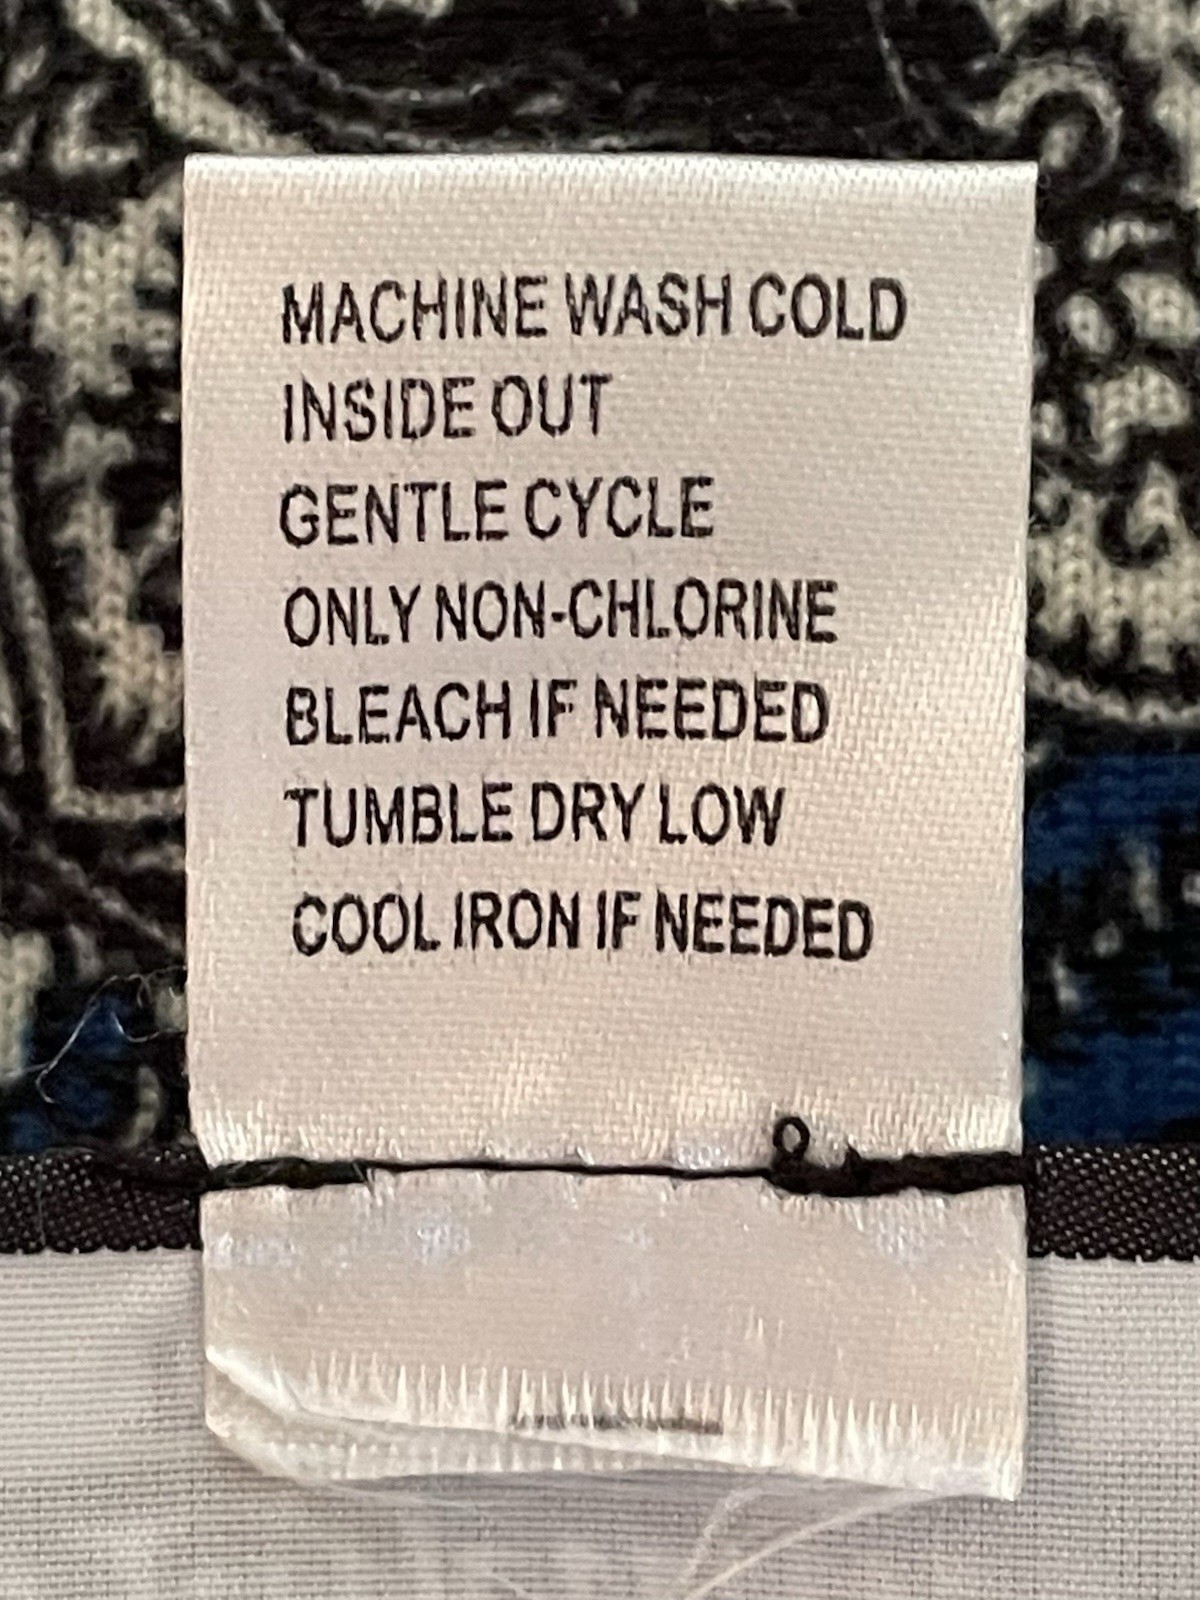 MACHINE WASH COLD
INSIDE OUT
GENTLE CYCLE
ONLY NON-CHLORINE
BLEACH IF NEEDED
TUMBLE DRY LOW
COOL IRON IF NEEDED